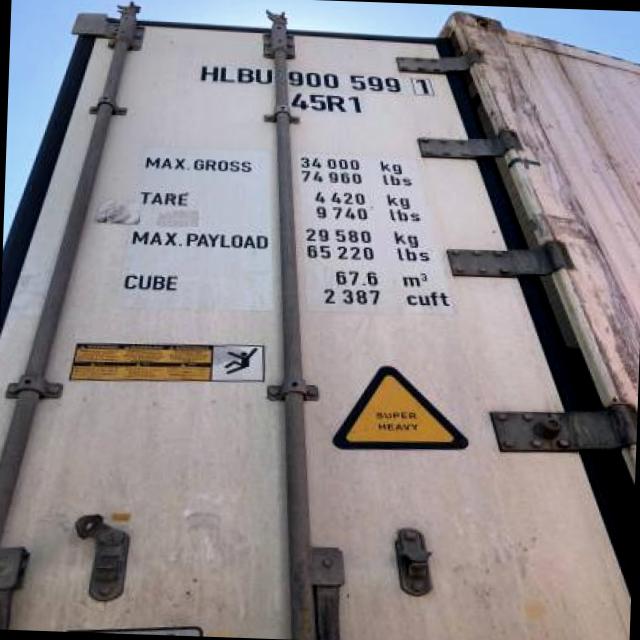 HLBU 900 599 1
45R1
MAX. GROSS 34 000 kg
74 960 lbs
TARE 4 420 kg
9 740 lbs
MAX. PAYLOAD 29 580 kg
65 220 lbs
CUBE 67.6 m³
2 387 cuft
SUPER
HEAVY